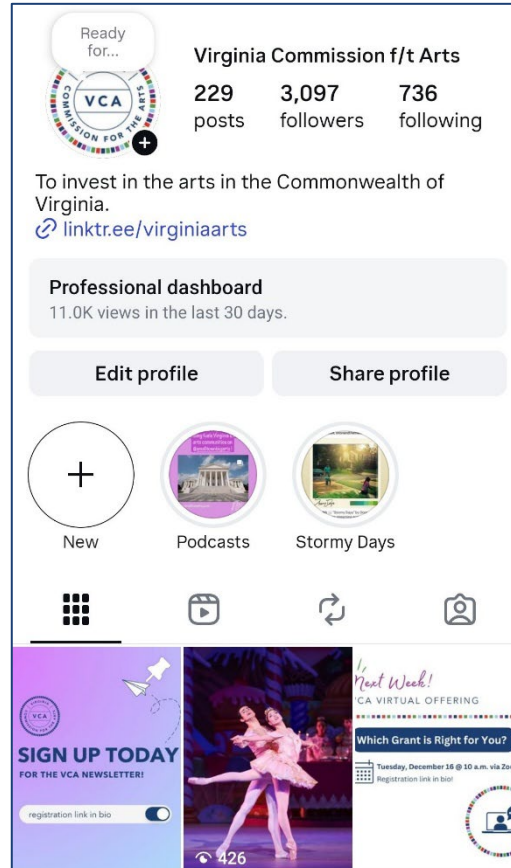 Ready
for...
VCA
COMMISSION FOR THE ARTS
Virginia Commission f/t Arts
229
posts
3,097
followers
736
following
To invest in the arts in the Commonwealth of
Virginia.
linktr.ee/virginiaarts
Professional dashboard
11.0K views in the last 30 days.
Edit profile
Share profile
New
Podcasts
Stormy Days
VCA
SIGN UP TODAY
FOR THE VCA NEWSLETTER!
registration link in bio
426
Next Week!
VCA VIRTUAL OFFERING
Which Grant is Right for You?
Tuesday, December 16 @ 10 a.m. via Zoo
Registration link in bio!